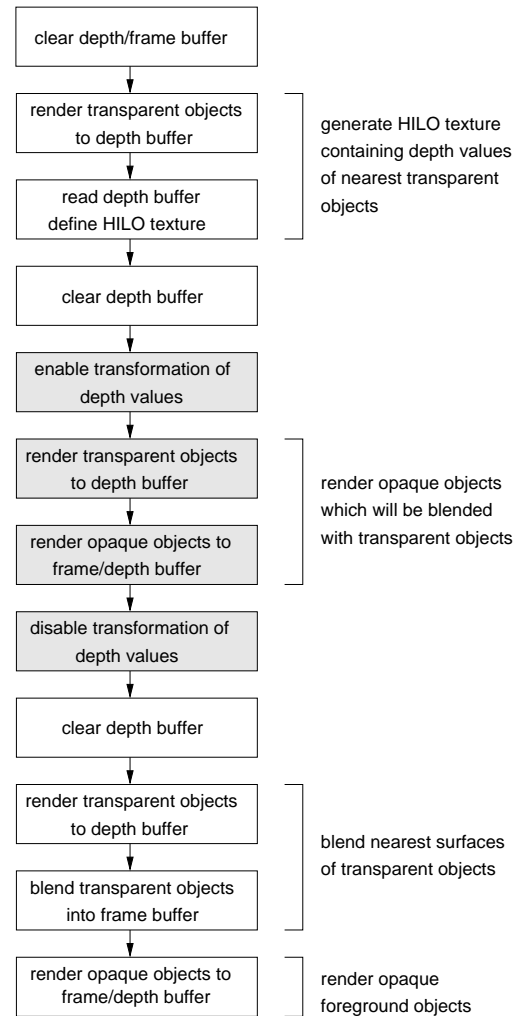 clear depth/frame buffer
render transparent objects
to depth buffer
generate HILO texture
containing depth values
of nearest transparent
objects
read depth buffer
define HILO texture
clear depth buffer
enable transformation of
depth values
render transparent objects
to depth buffer
render opaque objects
which will be blended
with transparent objects
render opaque objects to
frame/depth buffer
disable transformation of
depth values
clear depth buffer
render transparent objects
to depth buffer
blend nearest surfaces
of transparent objects
blend transparent objects
into frame buffer
render opaque objects to
frame/depth buffer
render opaque
foreground objects